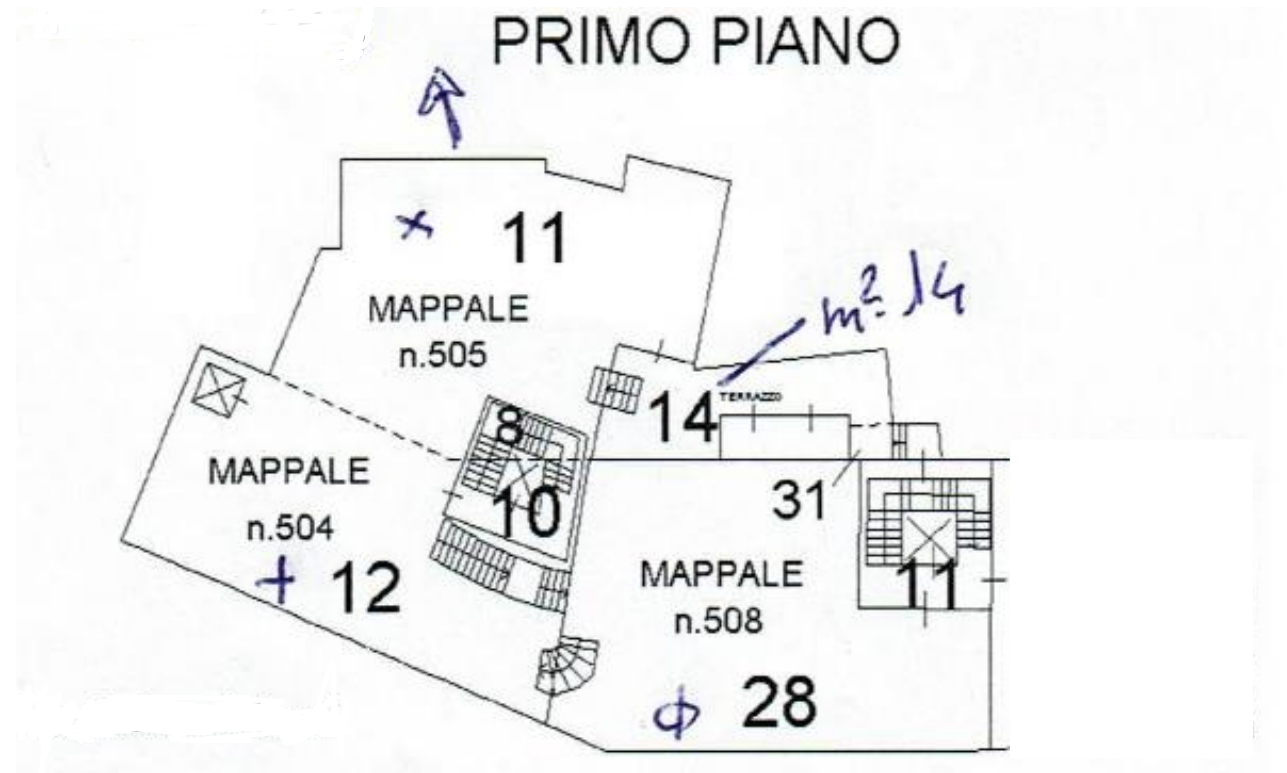 PRIMO PIANO
11
MAPPALE
n.505
m² 14
14
TERRAZZO
8
10
31
MAPPALE
n.504
12
MAPPALE
n.508
11
28